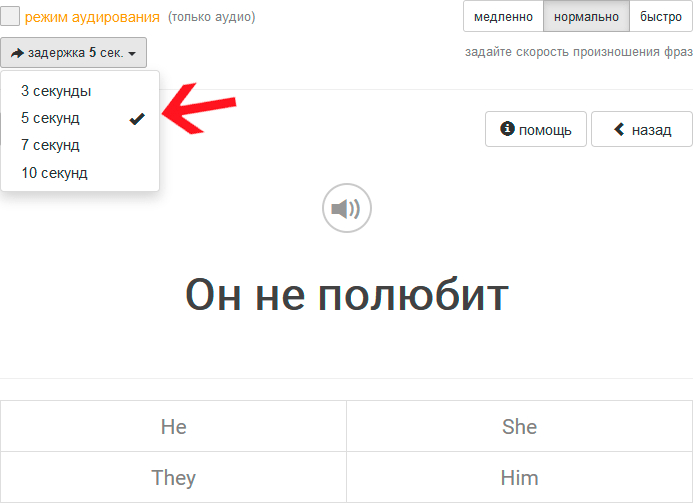 режим аудирования (только аудио)
медленно нормально быстро
задержка 5 сек.
задайте скорость произношения фраз
3 секунды
5 секунд
7 секунд
10 секунд
помощь
назад
Он не полюбит
He
She
They
Him